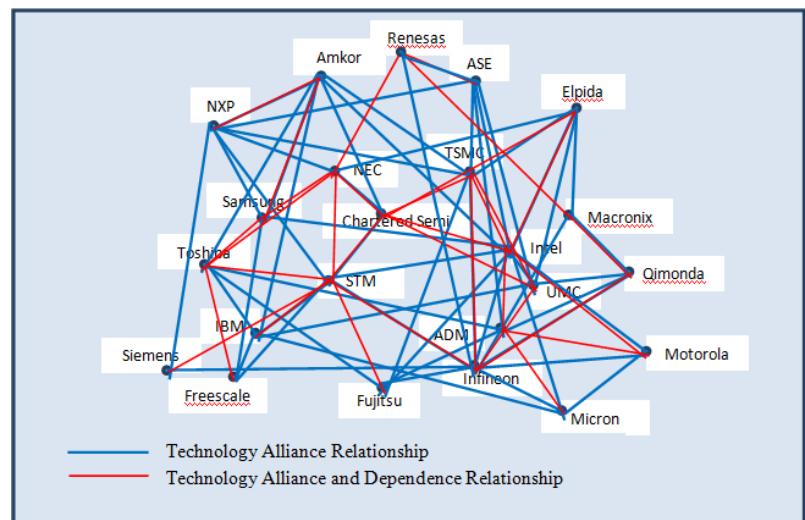 Renesas
Amkor
ASE
Elpida
NXP
TSMC
NEC
Samsung
Chartered Semi
Macronix
Toshiba
Intel
Qimonda
STM
UMC
IBM
ADM
Siemens
Motorola
Infineon
Freescale
Fujitsu
Micron
Technology Alliance Relationship
Technology Alliance and Dependence Relationship